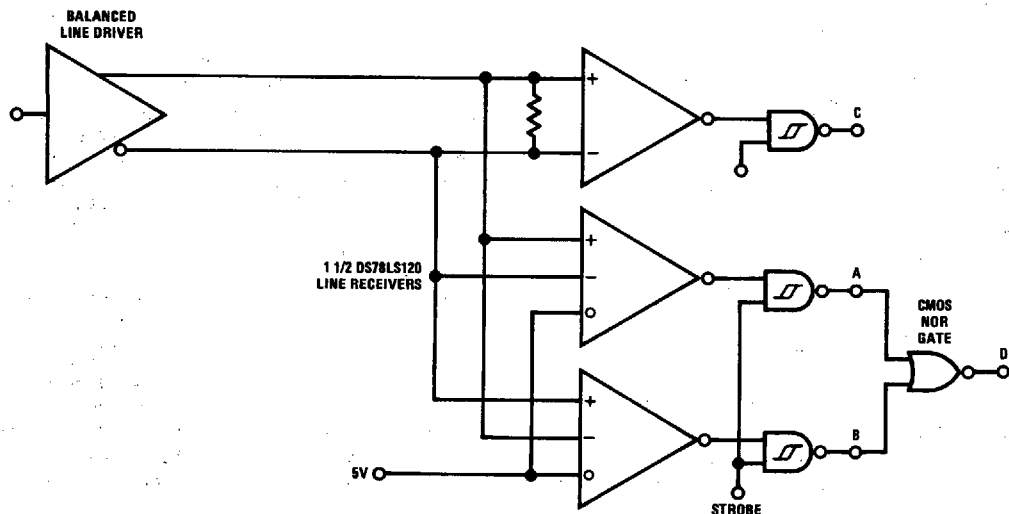 BALANCED
LINE DRIVER
+
−
C
1 1/2 DS78LS120
LINE RECEIVERS
+
−
A
CMOS
NOR
GATE
D
+
−
B
5V
STROBE